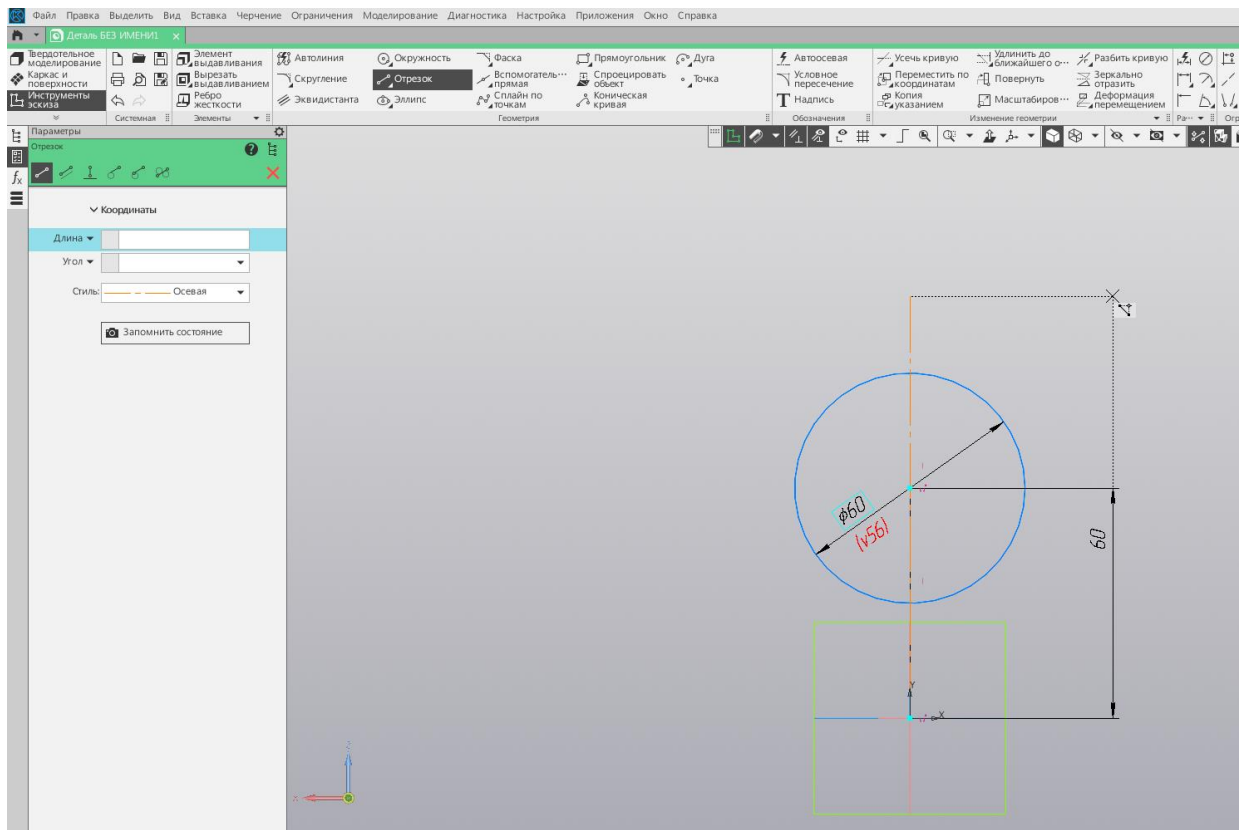 Файл Правка Выделить Вид Вставка Черчение Ограничения Моделирование Диагностика Настройка Приложения Окно Справка
Деталь БЕЗ ИМЕНИ1 x
Твердотельное моделирование
Каркас и поверхности
Инструменты эскиза
Системная
Элемент выдавливания
Вырезать выдавливанием
Ребро жесткости
Элементы
Автолиния
Скругление
Эквидистанта
Окружность
Отрезок
Эллипс
Фаска
Вспомогатель··· прямая
Сплайн по точкам
Прямоугольник
Спроецировать объект
Коническая кривая
Дуга
Точка
Геометрия
Автоосевая
Условное пересечение
Надпись
Обозначения
Усечь кривую
Переместить по координатам
Копия указанием
Удлинить до ближайшего о···
Повернуть
Масштабиров···
Разбить кривую
Зеркально отразить
Деформация перемещением
Изменение геометрии
Ра···
Огр
Параметры
Отрезок
fx
Координаты
Длина
Угол
Стиль: Осевая
Запомнить состояние
ϕ60
(v56)
60
Y
X
Z
X